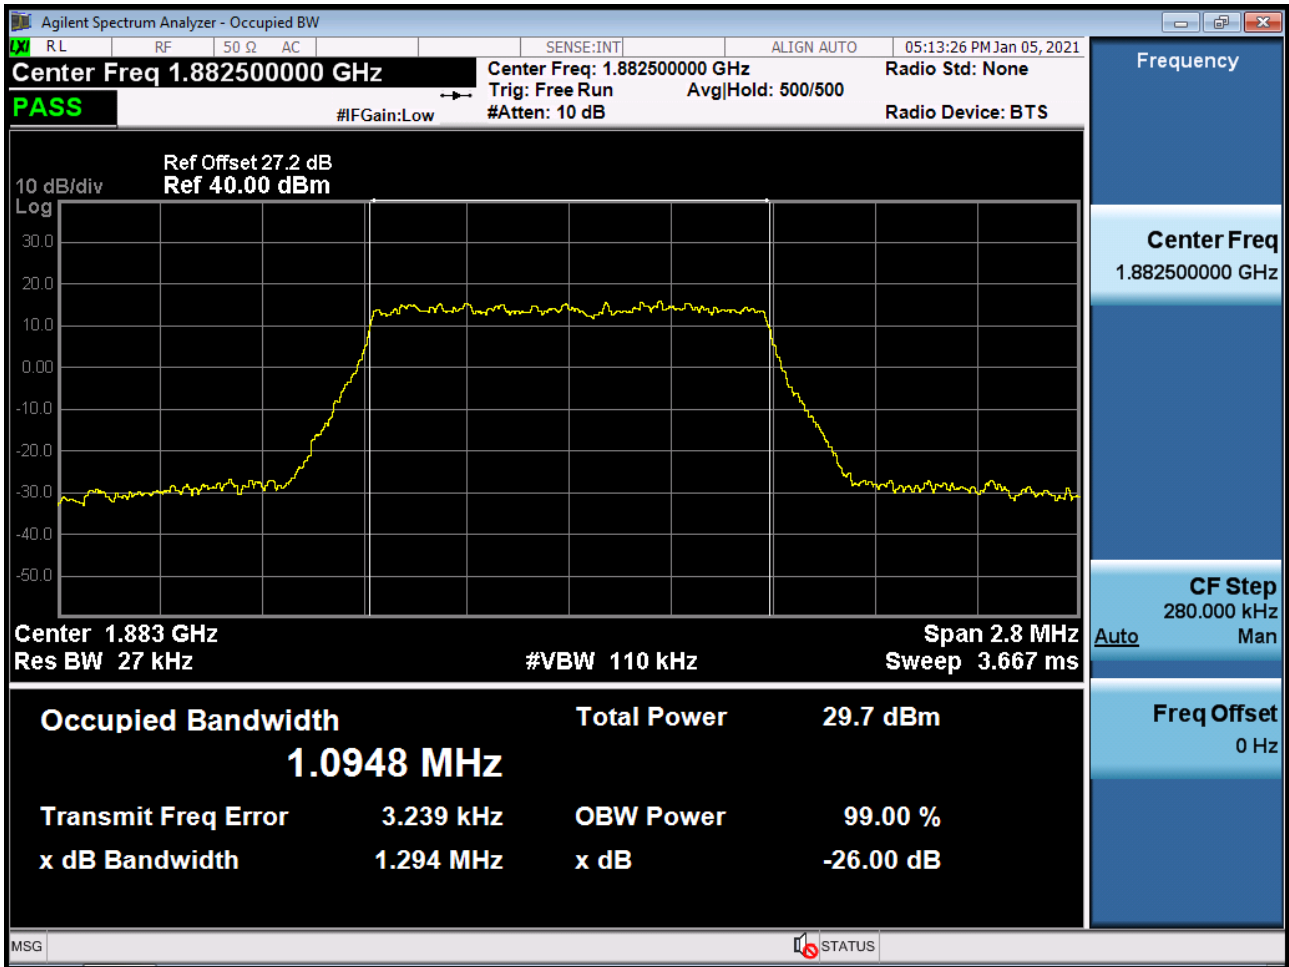 Agilent Spectrum Analyzer - Occupied BW
LXI RL RF 50 Ω AC SENSE:INT ALIGN AUTO 05:13:26 PM Jan 05, 2021
Center Freq 1.882500000 GHz
PASS
#IFGain:Low
Center Freq: 1.882500000 GHz
Trig: Free Run Avg|Hold: 500/500
#Atten: 10 dB
Radio Std: None
Radio Device: BTS
Ref Offset 27.2 dB
10 dB/div Ref 40.00 dBm
Log
30.0
20.0
10.0
0.00
-10.0
-20.0
-30.0
-40.0
-50.0
Center 1.883 GHz Span 2.8 MHz
Res BW 27 kHz #VBW 110 kHz Sweep 3.667 ms
Occupied Bandwidth Total Power 29.7 dBm
1.0948 MHz
Transmit Freq Error 3.239 kHz OBW Power 99.00 %
x dB Bandwidth 1.294 MHz x dB -26.00 dB
MSG STATUS
Frequency
Center Freq
1.882500000 GHz
CF Step
280.000 kHz
Auto Man
Freq Offset
0 Hz